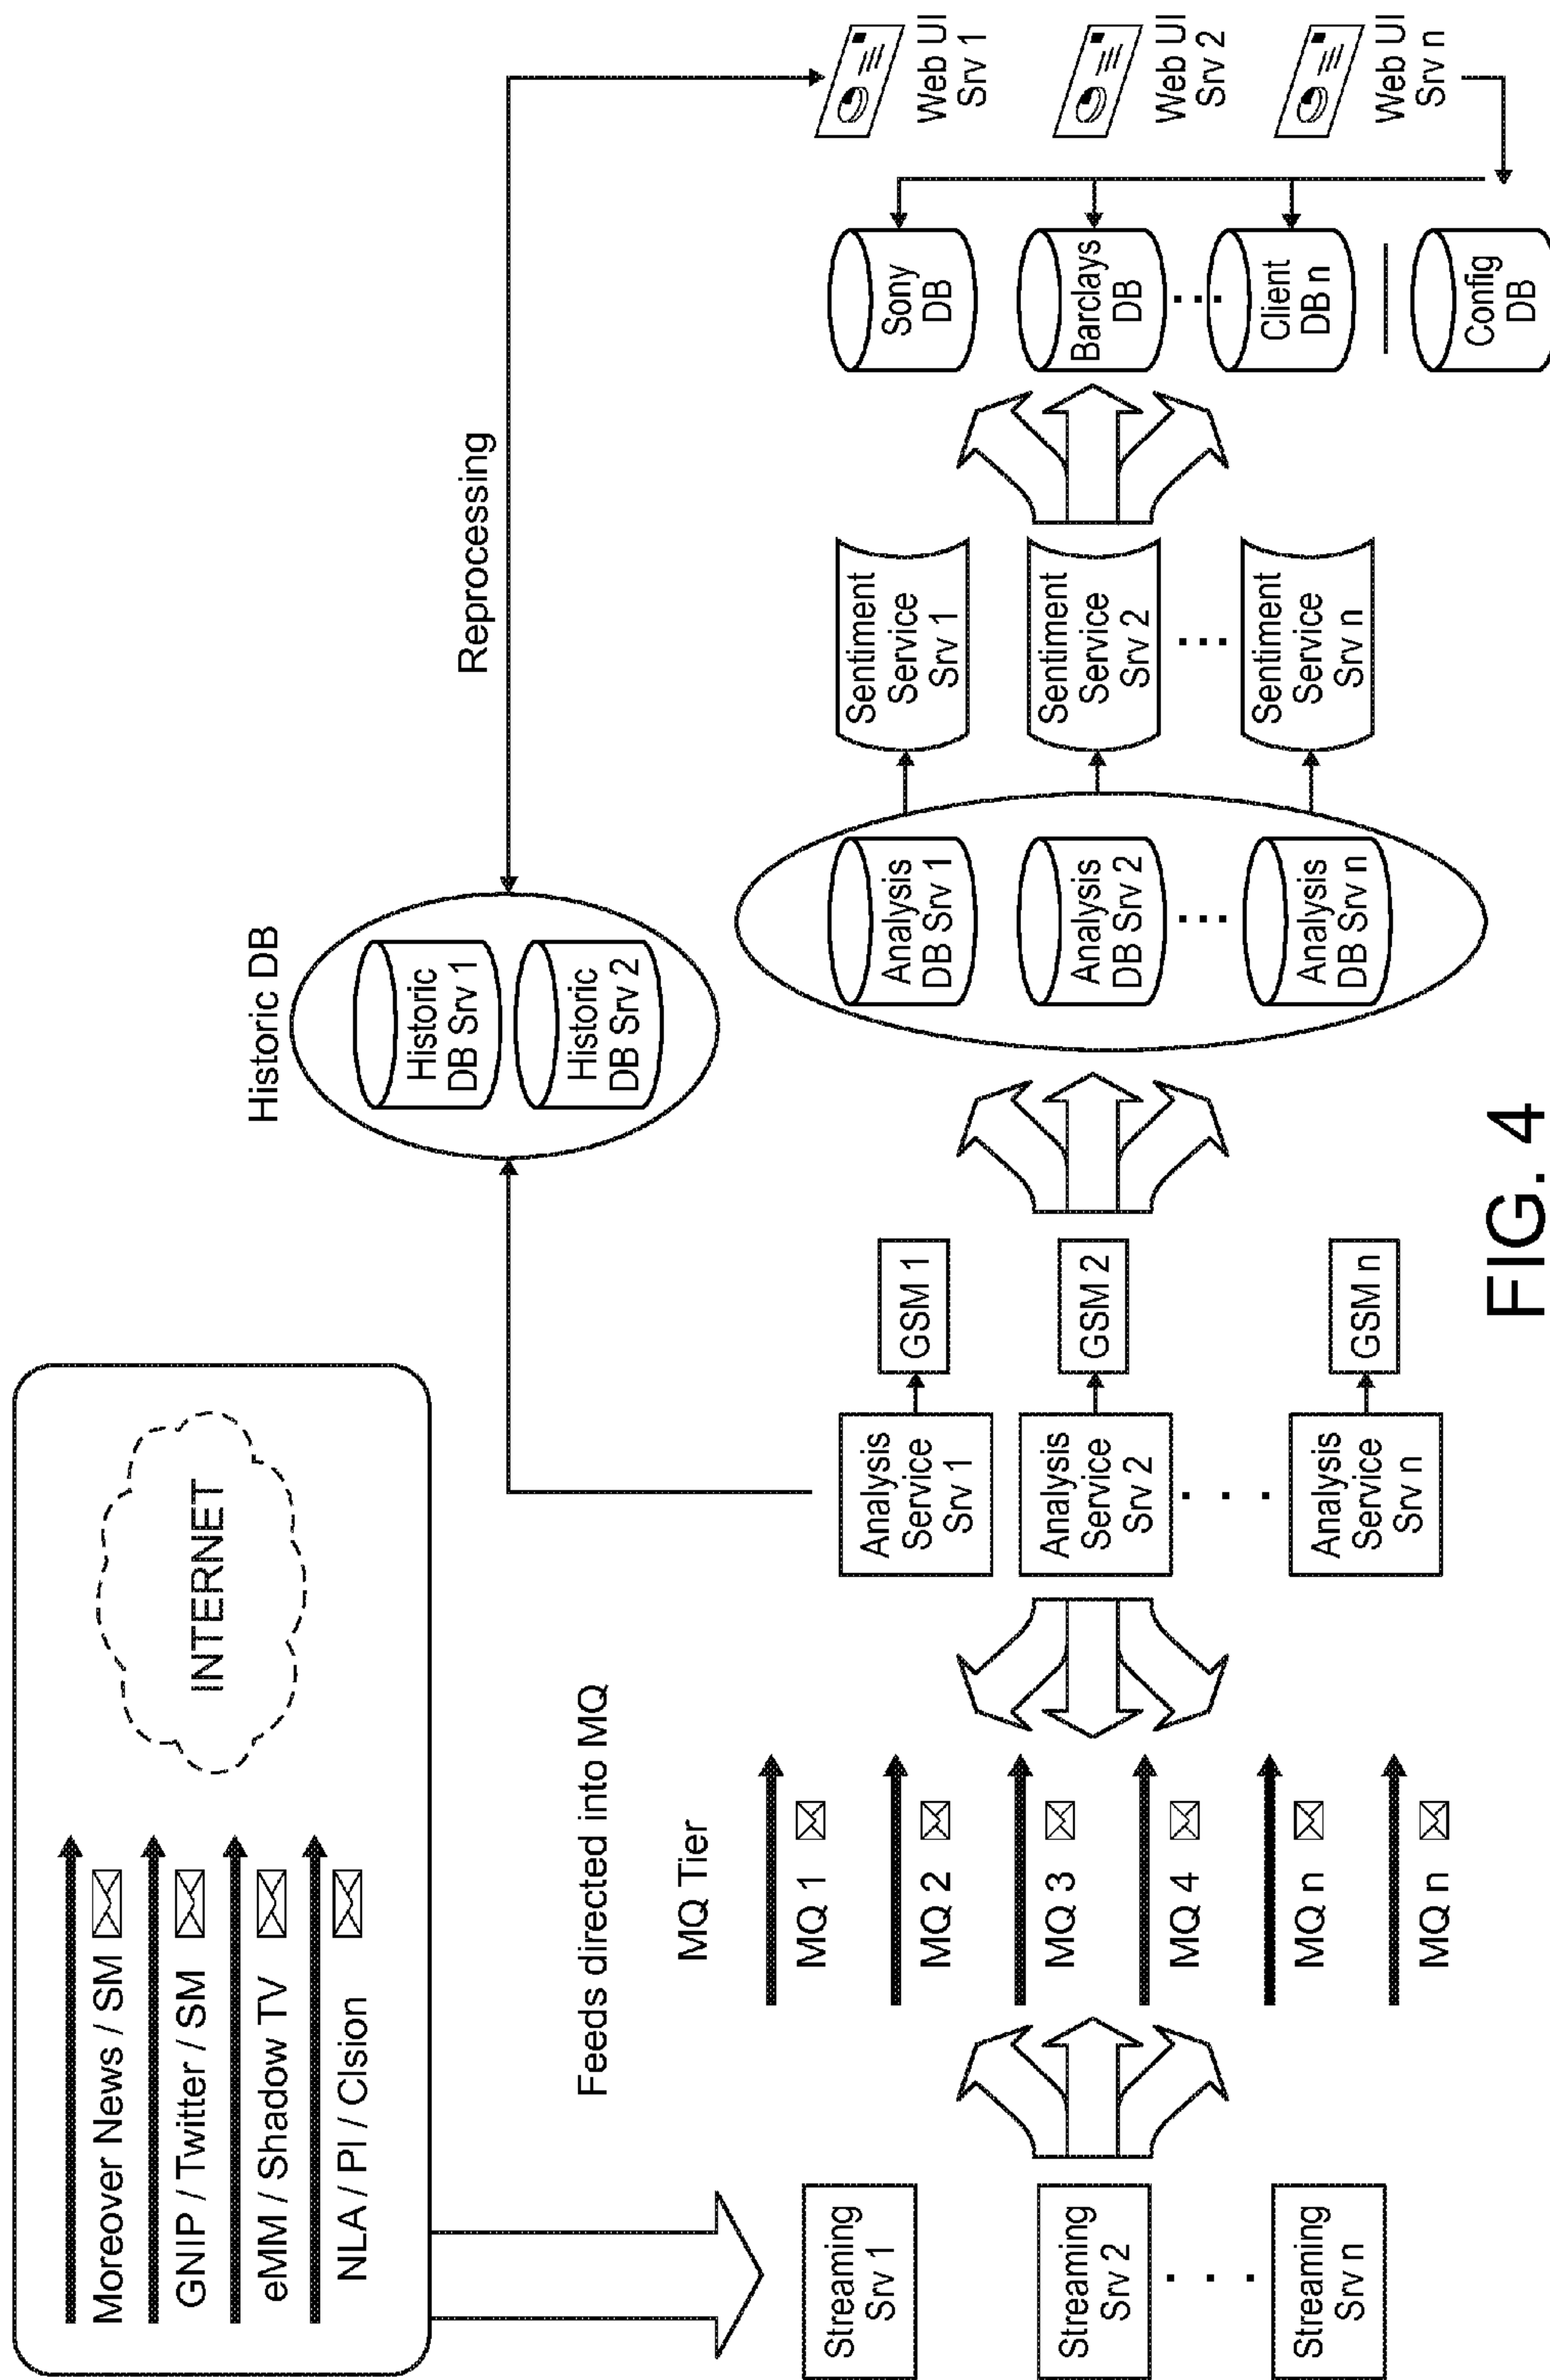 Moreover News / SM
GNIP / Twitter / SM
eMM / Shadow TV
NLA / PI / CIsion
INTERNET
Feeds directed into MQ
Historic DB
Historic
DB Srv 1
Historic
DB Srv 2
Reprocessing
Streaming
Srv 1
Streaming
Srv 2
. . .
Streaming
Srv n
MQ Tier
MQ 1
MQ 2
MQ 3
MQ 4
MQ n
MQ n
Analysis
Service
Srv 1
Analysis
Service
Srv 2
. . .
Analysis
Service
Srv n
GSM 1
GSM 2
GSM n
Analysis
DB Srv 1
Analysis
DB Srv 2
...
Analysis
DB Srv n
Sentiment
Service
Srv 1
Sentiment
Service
Srv 2
...
Sentiment
Service
Srv n
Sony
DB
Barclays
DB
...
Client
DB n
Config
DB
Web UI
Srv 1
Web UI
Srv 2
Web UI
Srv n
FIG. 4